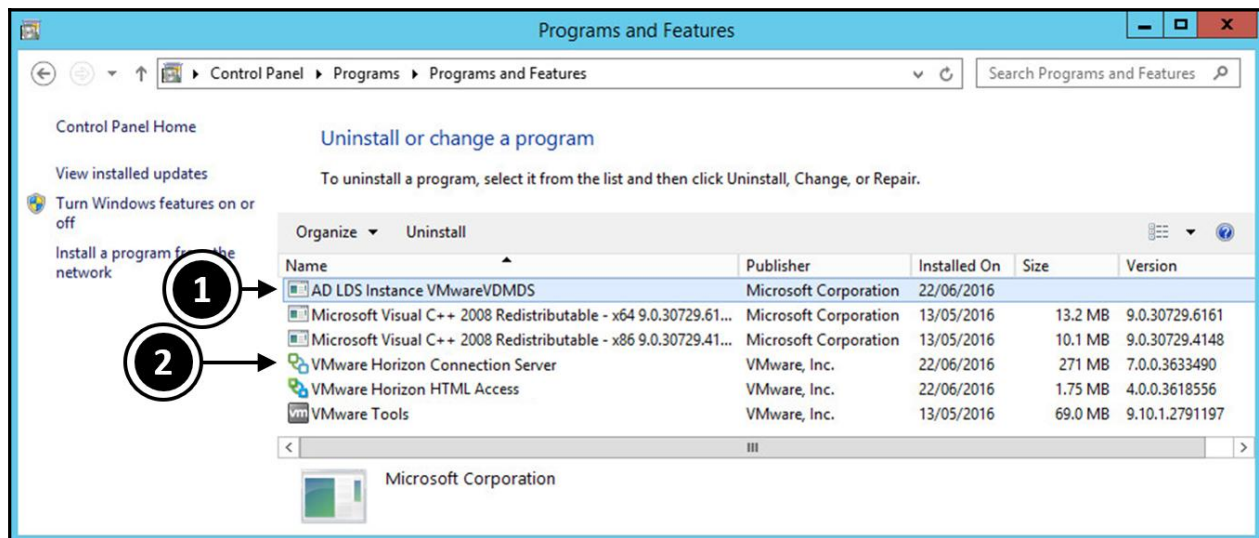 Programs and Features
Control Panel Programs Programs and Features Search Programs and Features
Control Panel Home
Uninstall or change a program
View installed updates
To uninstall a program, select it from the list and then click Uninstall, Change, or Repair.
Turn Windows features on or
off
Organize Uninstall
Install a program from the
network
Name Publisher Installed On Size Version
1 AD LDS Instance VMwareVDMDS Microsoft Corporation 22/06/2016
Microsoft Visual C++ 2008 Redistributable - x64 9.0.30729.61... Microsoft Corporation 13/05/2016 13.2 MB 9.0.30729.6161
Microsoft Visual C++ 2008 Redistributable - x86 9.0.30729.41... Microsoft Corporation 13/05/2016 10.1 MB 9.0.30729.4148
2 VMware Horizon Connection Server VMware, Inc. 22/06/2016 271 MB 7.0.0.3633490
VMware Horizon HTML Access VMware, Inc. 22/06/2016 1.75 MB 4.0.0.3618556
vm VMware Tools VMware, Inc. 13/05/2016 69.0 MB 9.10.1.2791197
Microsoft Corporation